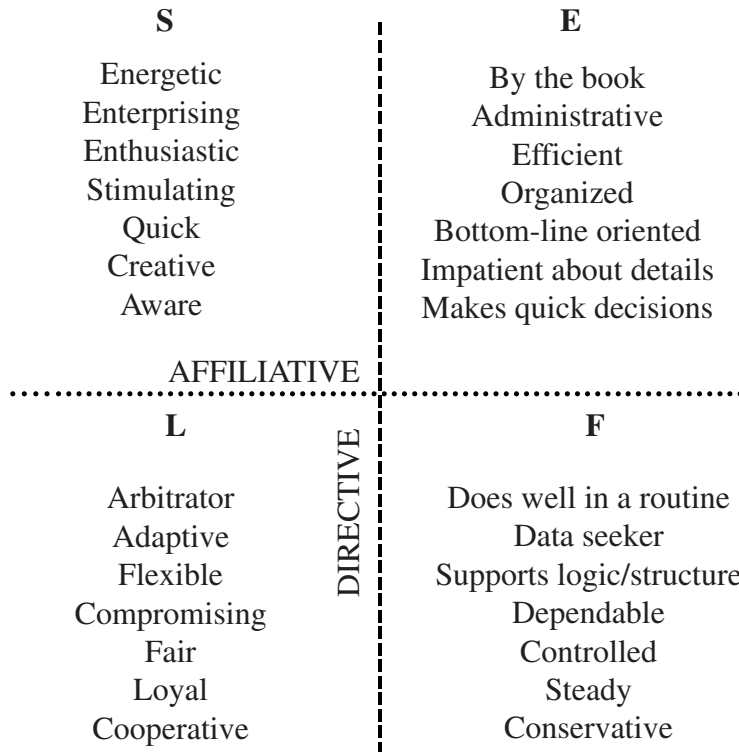 S
Energetic
Enterprising
Enthusiastic
Stimulating
Quick
Creative
Aware
E
By the book
Administrative
Efficient
Organized
Bottom-line oriented
Impatient about details
Makes quick decisions
AFFILIATIVE
L
Arbitrator
Adaptive
Flexible
Compromising
Fair
Loyal
Cooperative
DIRECTIVE
F
Does well in a routine
Data seeker
Supports logic/structure
Dependable
Controlled
Steady
Conservative